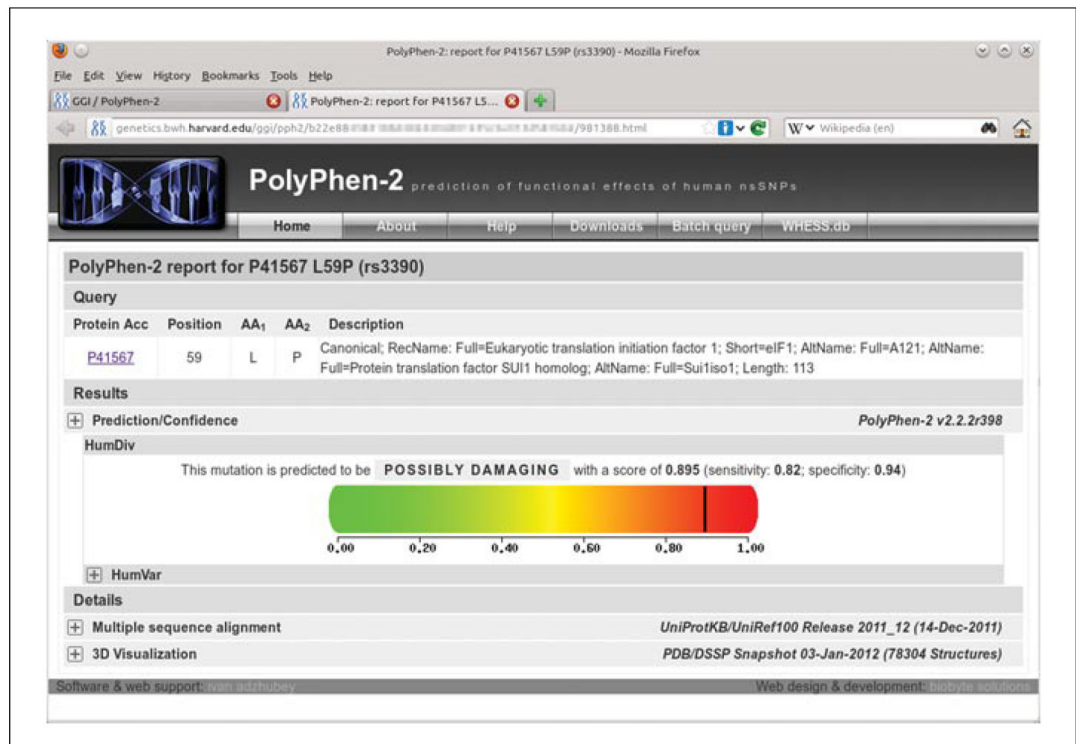 PolyPhen-2: report for P41567 L59P (rs3390) - Mozilla Firefox
File Edit View History Bookmarks Tools Help
GGI / PolyPhen-2 PolyPhen-2: report for P41567 L5...
genetics.bwh.harvard.edu/ggi/pph2/b22e88 /981388.html W Wikipedia (en)
PolyPhen-2 prediction of functional effects of human nsSNPs
Home About Help Downloads Batch query WHESS.db
PolyPhen-2 report for P41567 L59P (rs3390)
Query
Protein Acc Position AA1 AA2 Description
P41567 59 L P Canonical; RecName: Full=Eukaryotic translation initiation factor 1; Short=eIF1; AltName: Full=A121; AltName:
Full=Protein translation factor SUI1 homolog; AltName: Full=Sui1iso1; Length: 113
Results
+ Prediction/Confidence PolyPhen-2 v2.2.2r398
HumDiv
This mutation is predicted to be POSSIBLY DAMAGING with a score of 0.895 (sensitivity: 0.82; specificity: 0.94)
0.00 0.20 0.40 0.60 0.80 1.00
+ HumVar
Details
+ Multiple sequence alignment UniProtKB/UniRef100 Release 2011_12 (14-Dec-2011)
+ 3D Visualization PDB/DSSP Snapshot 03-Jan-2012 (78304 Structures)
Software & web support: ivan adzhubey Web design & development: biobyte solutions